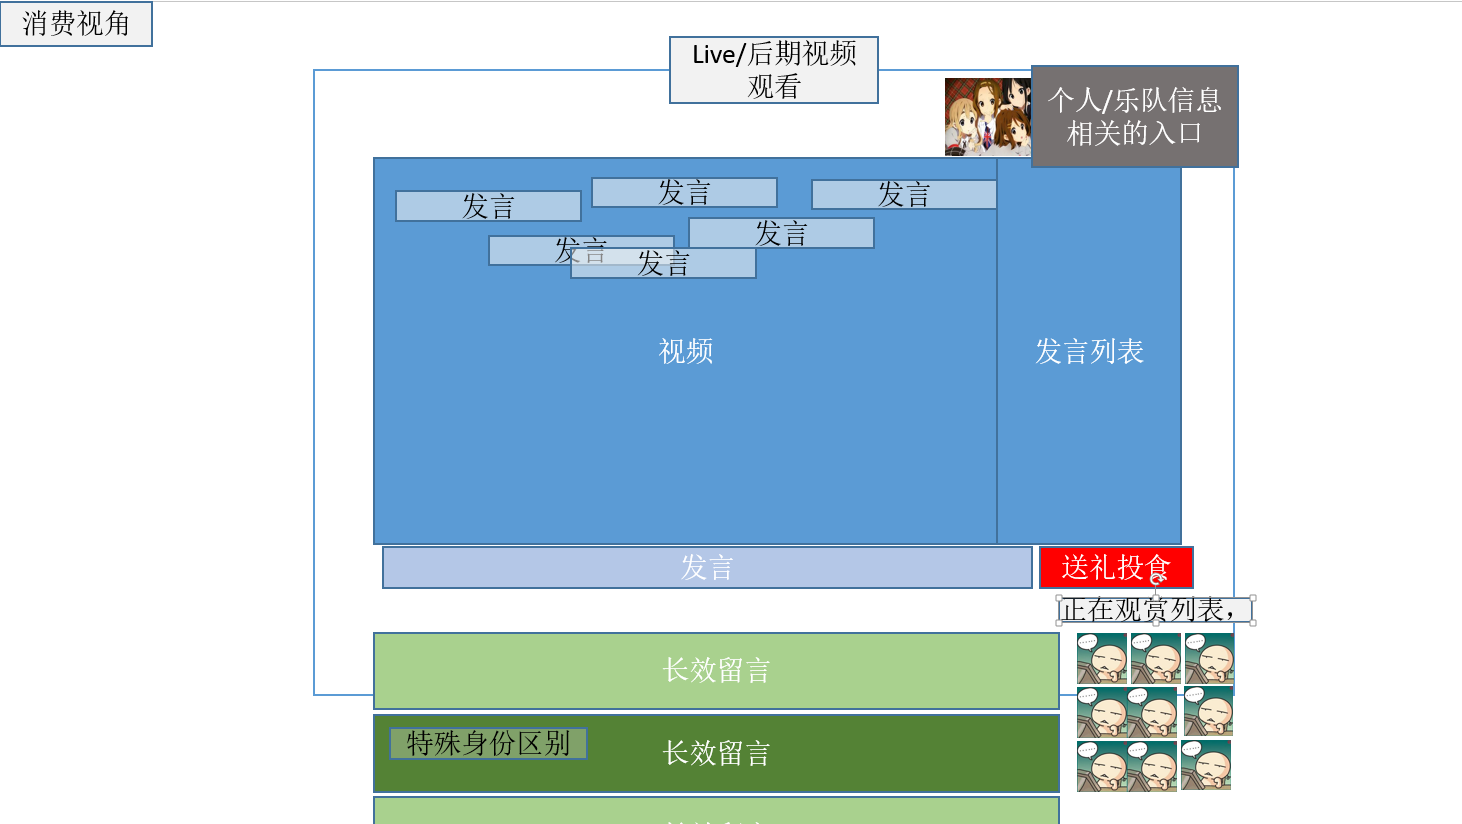 消费视角
Live/后期视频
观看
个人/乐队信息
相关的入口
发言
发言
发言
发言
发言
发言
视频
发言列表
发言
送礼投食
正在观赏列表，
长效留言
特殊身份区别
长效留言